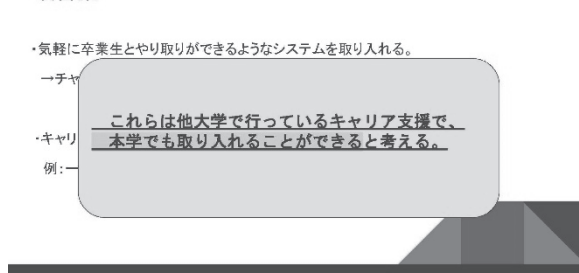 ・気軽に卒業生とやり取りができるようなシステムを取り入れる。
→チャ
これらは他大学で行っているキャリア支援で、
・キャリ
本学でも取り入れることができると考える。
例：一